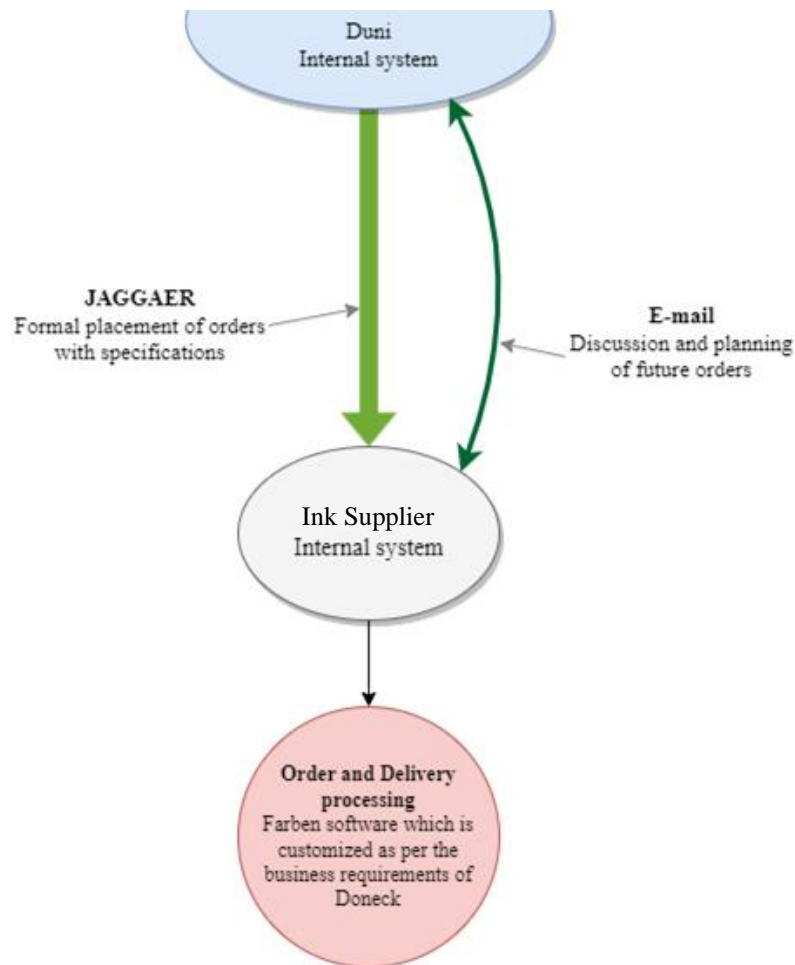 Duni
Internal system
JAGGAER
Formal placement of orders
with specifications
E-mail
Discussion and planning
of future orders
Ink Supplier
Internal system
Order and Delivery
processing
Farben software which is
customized as per the
business requirements of
Doneck